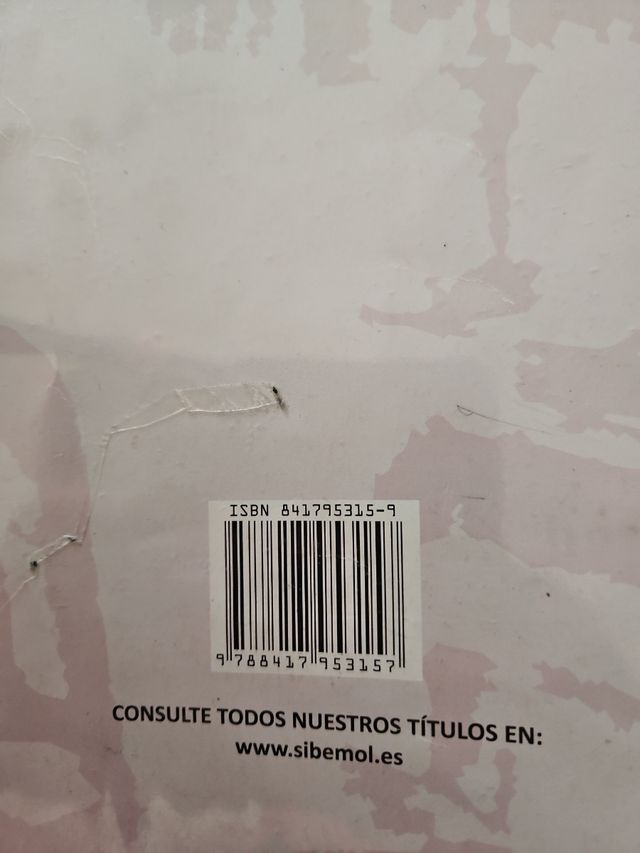 ISBN 841795315-9
9 788417 953157
CONSULTE TODOS NUESTROS TÍTULOS EN:
www.sibemol.es